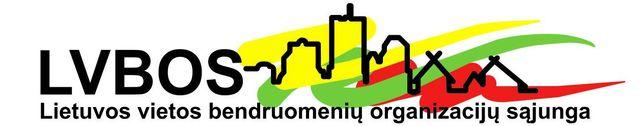 LVBOS
Lietuvos vietos bendruomenių organizacijų sąjunga